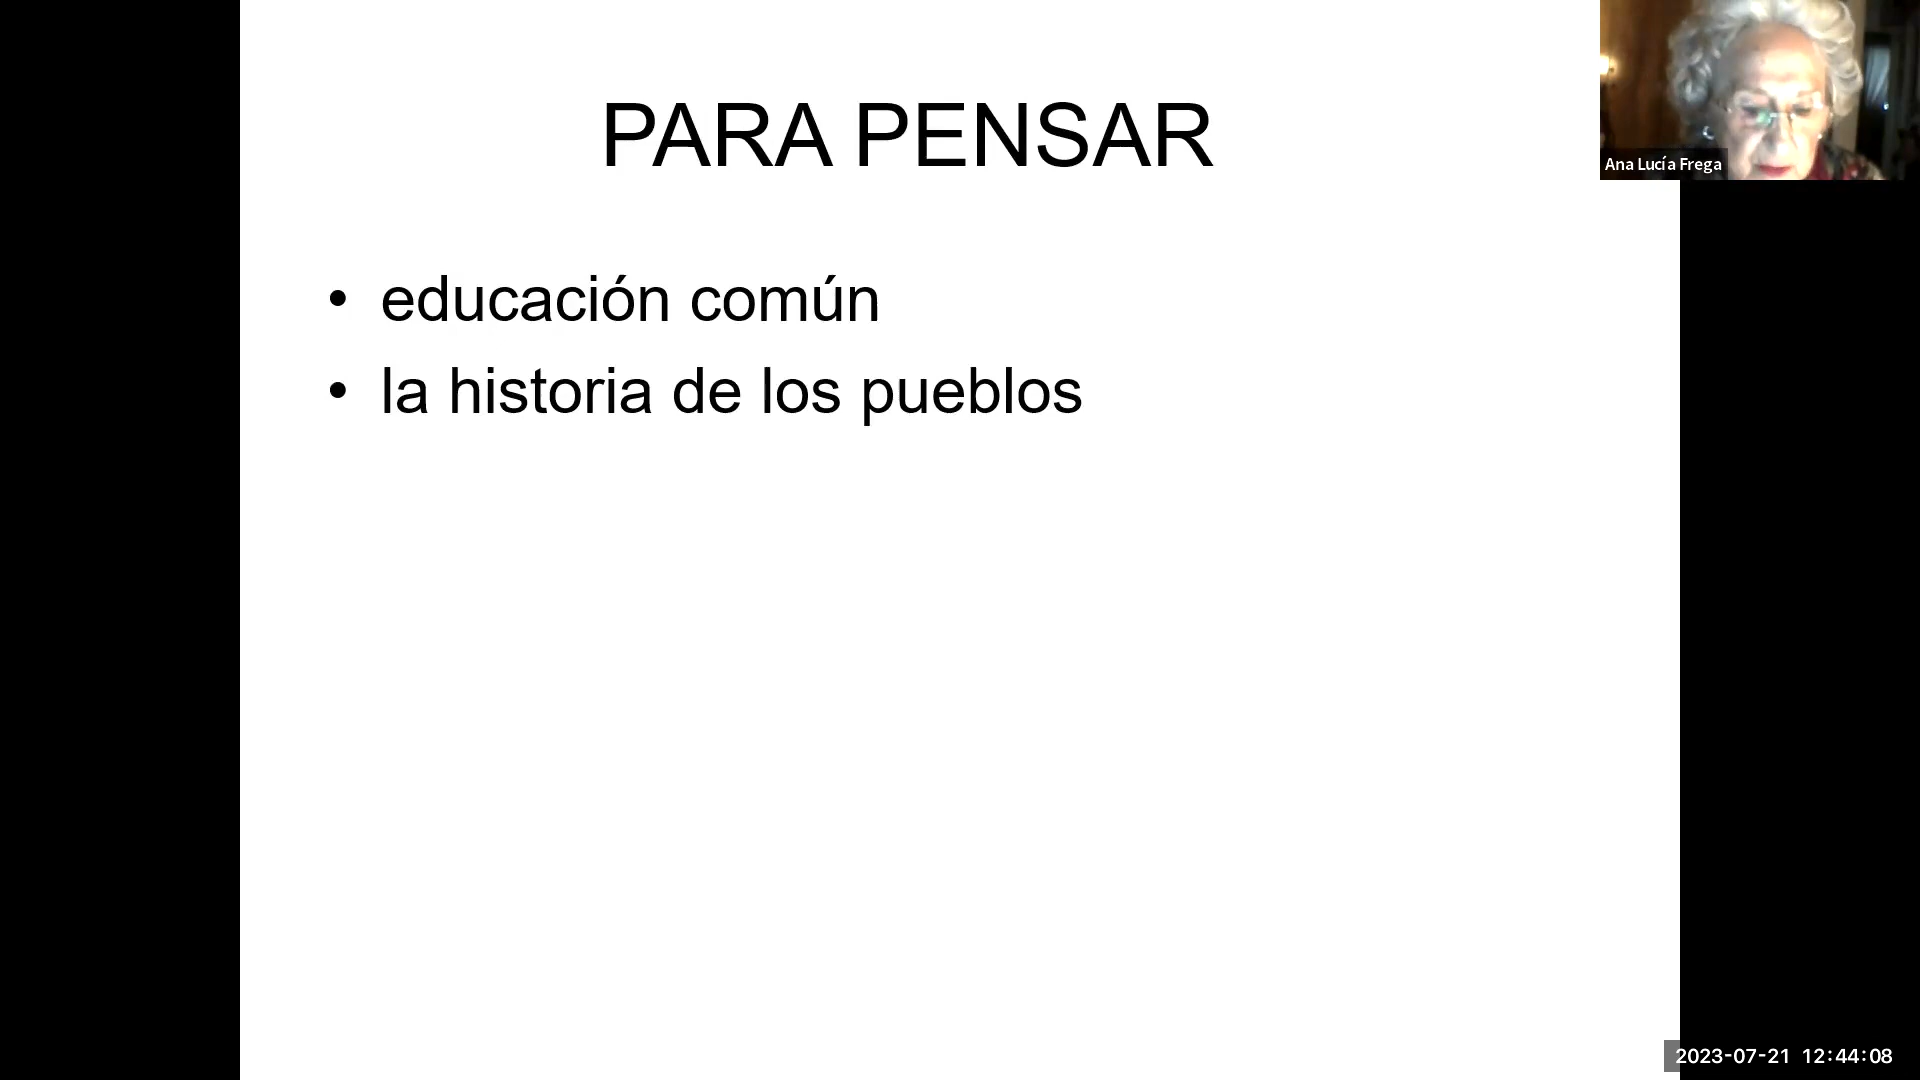 PARA PENSAR
Ana Lucía Frega
• educación común
• la historia de los pueblos
2023-07-21 12:44:08